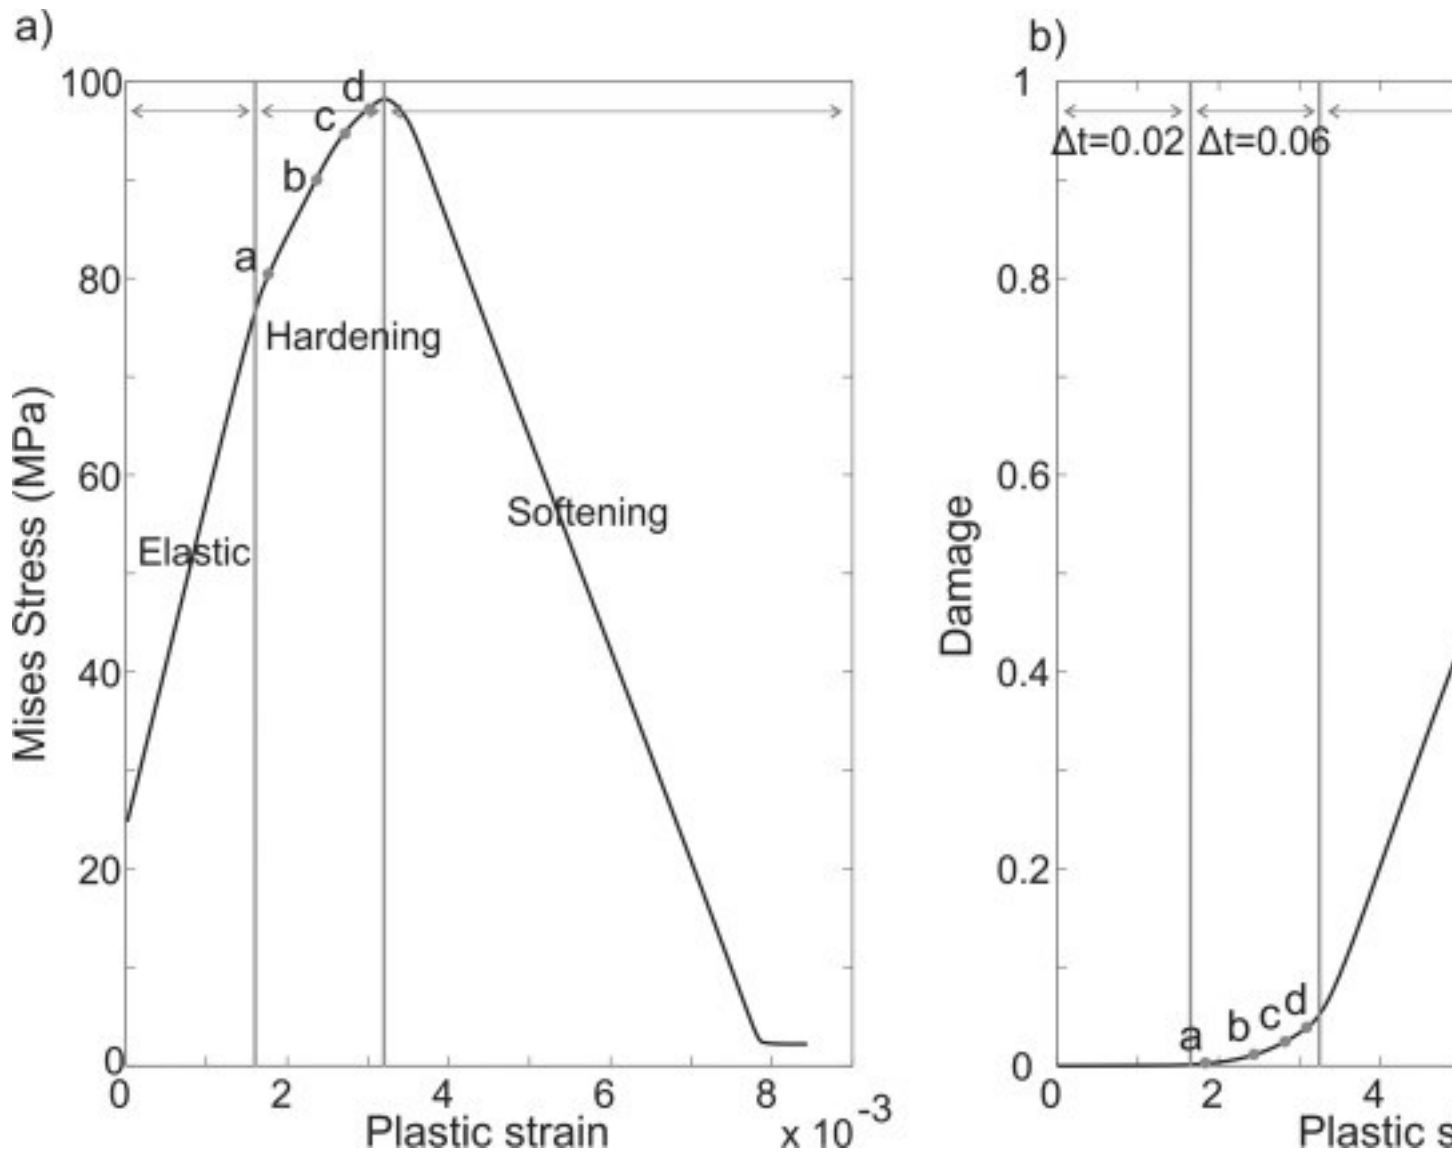 a)
100
80
60
40
20
0
Mises Stress (MPa)
a
b
c
d
Elastic
Hardening
Softening
0
2
4
6
8
x 10⁻³
Plastic strain
b)
1
0.8
0.6
0.4
0.2
0
Damage
Δt=0.02
Δt=0.06
a
b
c
d
0
2
4
Plastic s